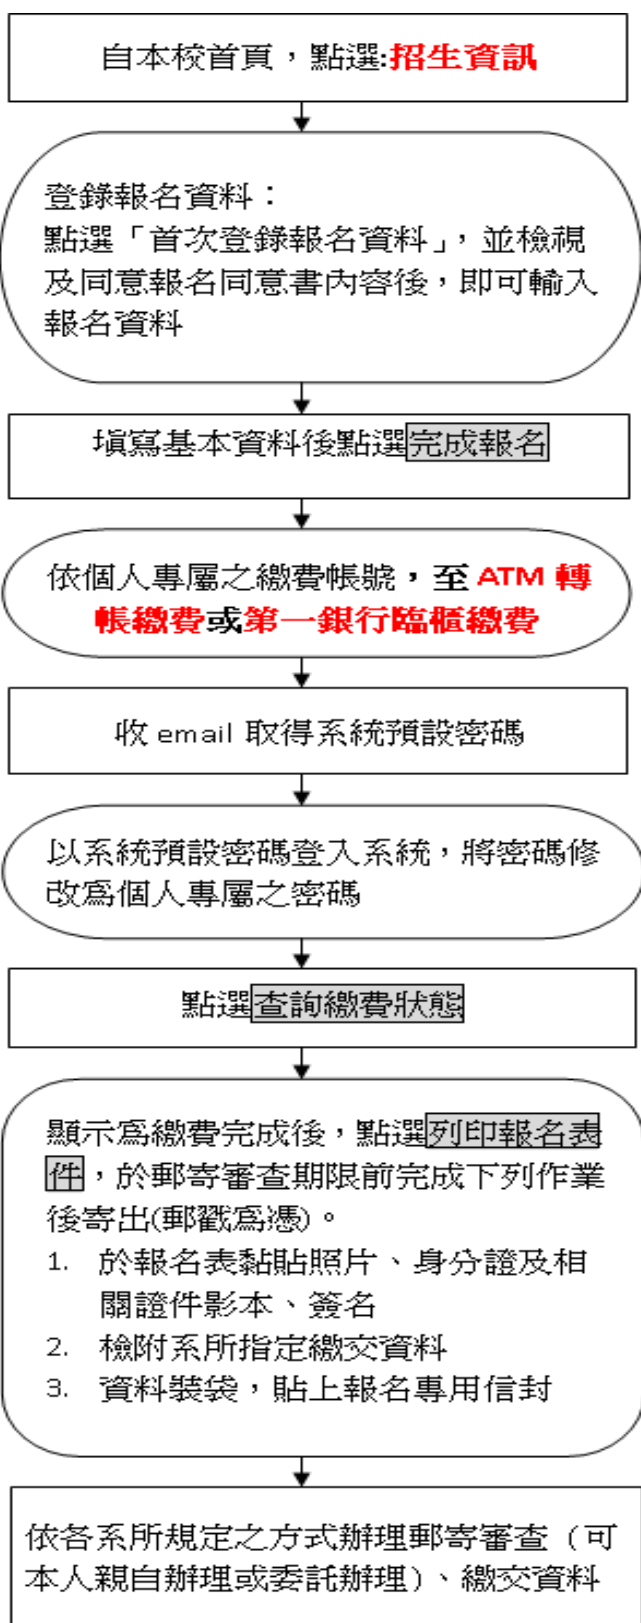 自本校首頁，點選:招生資訊
登錄報名資料：
點選「首次登錄報名資料」，並檢視
及同意報名同意書內容後，即可輸入
報名資料
填寫基本資料後點選完成報名
依個人專屬之繳費帳號，至 ATM 轉
帳繳費或第一銀行臨櫃繳費
收 email 取得系統預設密碼
以系統預設密碼登入系統，將密碼修
改為個人專屬之密碼
點選查詢繳費狀態
顯示為繳費完成後，點選列印報名表
件，於郵寄審查期限前完成下列作業
後寄出(郵戳為憑)。
1. 於報名表黏貼照片、身分證及相
關證件影本、簽名
2. 檢附系所指定繳交資料
3. 資料裝袋，貼上報名專用信封
依各系所規定之方式辦理郵寄審查（可
本人親自辦理或委託辦理）、繳交資料